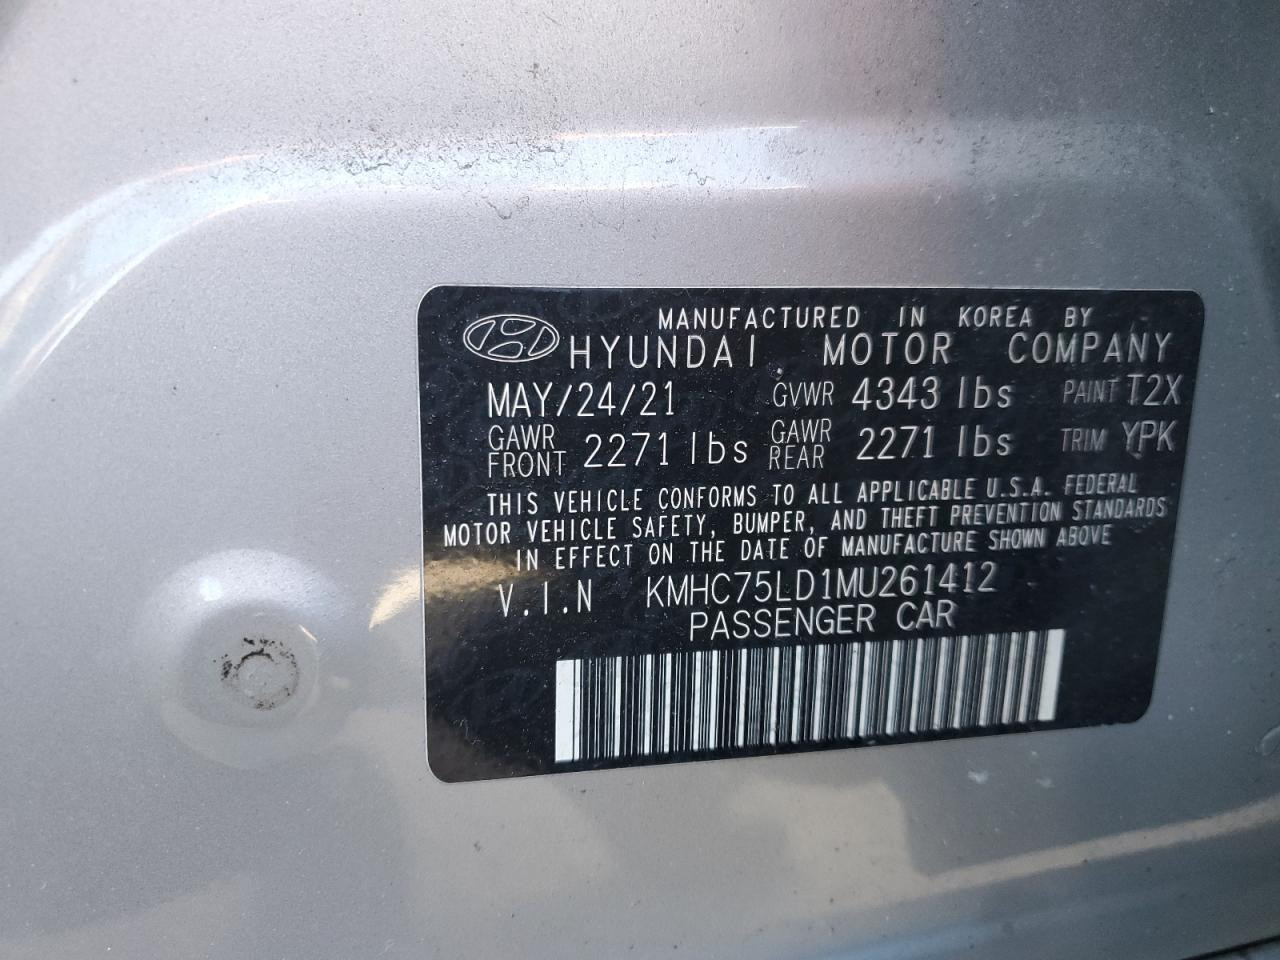 MANUFACTURED IN KOREA BY
HYUNDAI MOTOR COMPANY
MAY/24/21 GVWR 4343 lbs PAINT T2X
GAWR FRONT 2271 lbs GAWR REAR 2271 lbs TRIM YPK
THIS VEHICLE CONFORMS TO ALL APPLICABLE U.S.A. FEDERAL
MOTOR VEHICLE SAFETY, BUMPER, AND THEFT PREVENTION STANDARDS
IN EFFECT ON THE DATE OF MANUFACTURE SHOWN ABOVE
V.I.N KMHC75LD1MU261412
PASSENGER CAR